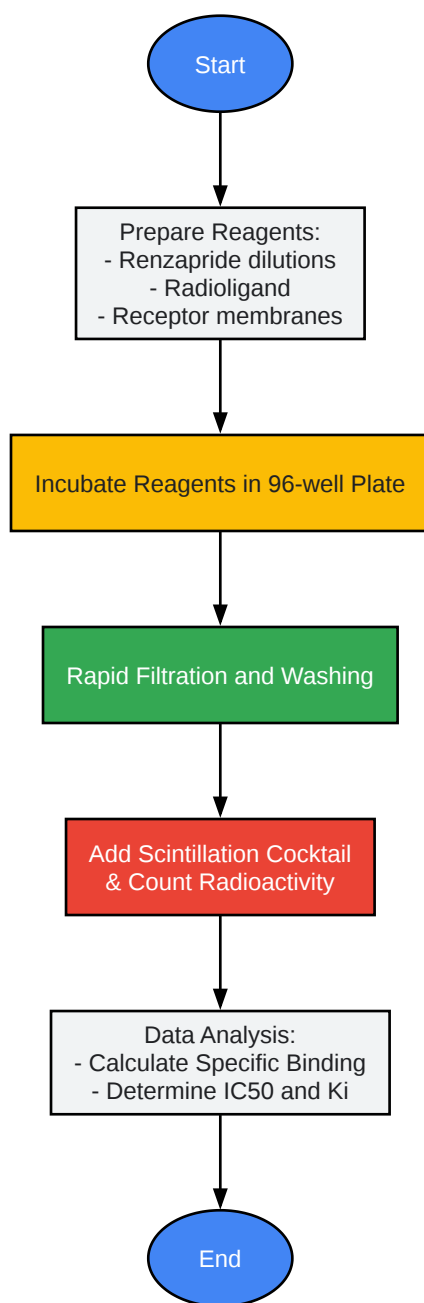 Start
Prepare Reagents:
- Renzapride dilutions
- Radioligand
- Receptor membranes
Incubate Reagents in 96-well Plate
Rapid Filtration and Washing
Add Scintillation Cocktail
& Count Radioactivity
Data Analysis:
- Calculate Specific Binding
- Determine IC50 and Ki
End